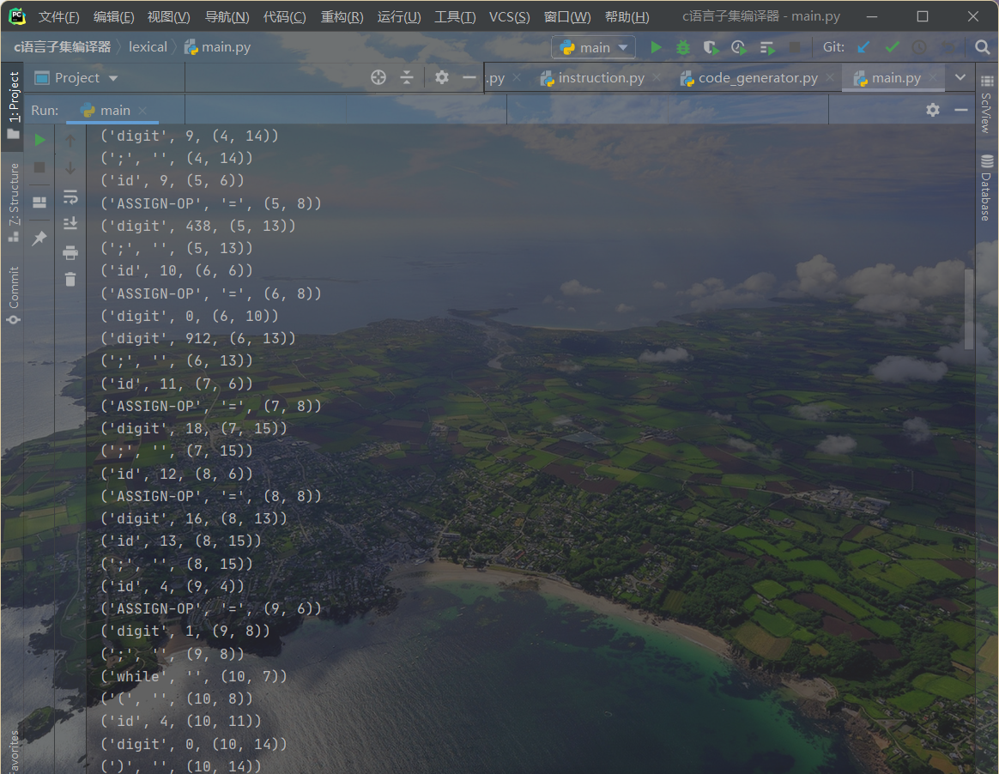 文件(F) 编辑(E) 视图(V) 导航(N) 代码(C) 重构(R) 运行(U) 工具(T) VCS(S) 窗口(W) 帮助(H) c语言子集编译器 - main.py
c语言子集编译器 lexical main.py main Git:
Project .py instruction.py code_generator.py main.py
Run: main
1: Project
7: Structure
Commit
Favorites
SciView
Database
('digit', 9, (4, 14))
(';', '', (4, 14))
('id', 9, (5, 6))
('ASSIGN-OP', '=', (5, 8))
('digit', 438, (5, 13))
(';', '', (5, 13))
('id', 10, (6, 6))
('ASSIGN-OP', '=', (6, 8))
('digit', 0, (6, 10))
('digit', 912, (6, 13))
(';', '', (6, 13))
('id', 11, (7, 6))
('ASSIGN-OP', '=', (7, 8))
('digit', 18, (7, 15))
(';', '', (7, 15))
('id', 12, (8, 6))
('ASSIGN-OP', '=', (8, 8))
('digit', 16, (8, 13))
('id', 13, (8, 15))
(';', '', (8, 15))
('id', 4, (9, 4))
('ASSIGN-OP', '=', (9, 6))
('digit', 1, (9, 8))
(';', '', (9, 8))
('while', '', (10, 7))
('(', '', (10, 8))
('id', 4, (10, 11))
('digit', 0, (10, 14))
(')', '', (10, 14))